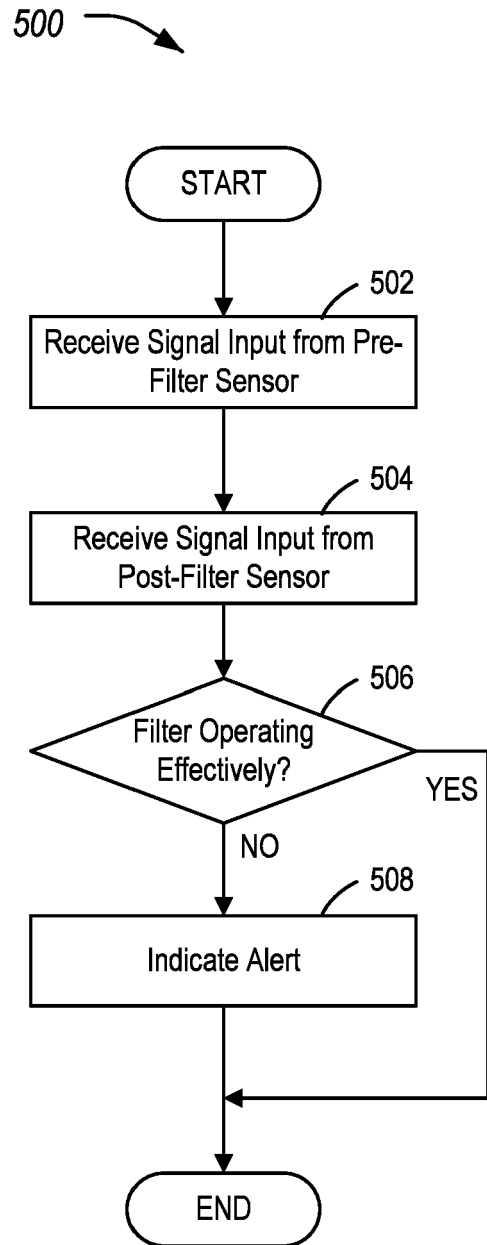 500
START
502
Receive Signal Input from Pre-
Filter Sensor
504
Receive Signal Input from
Post-Filter Sensor
506
Filter Operating
Effectively?
YES
NO
508
Indicate Alert
END